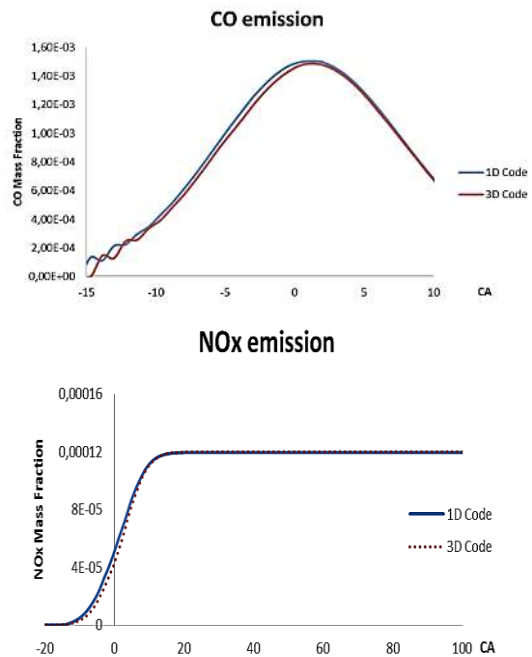 CO emission
CO Mass Fraction
1,60E-03
1,40E-03
1,20E-03
1,00E-03
8,00E-04
6,00E-04
4,00E-04
2,00E-04
0,00E+00
-15
-10
-5
0
5
10
CA
1D Code
3D Code
NOx emission
NOx Mass Fraction
0,00016
0,00012
8E-05
4E-05
0
-20
0
20
40
60
80
100
CA
1D Code
3D Code